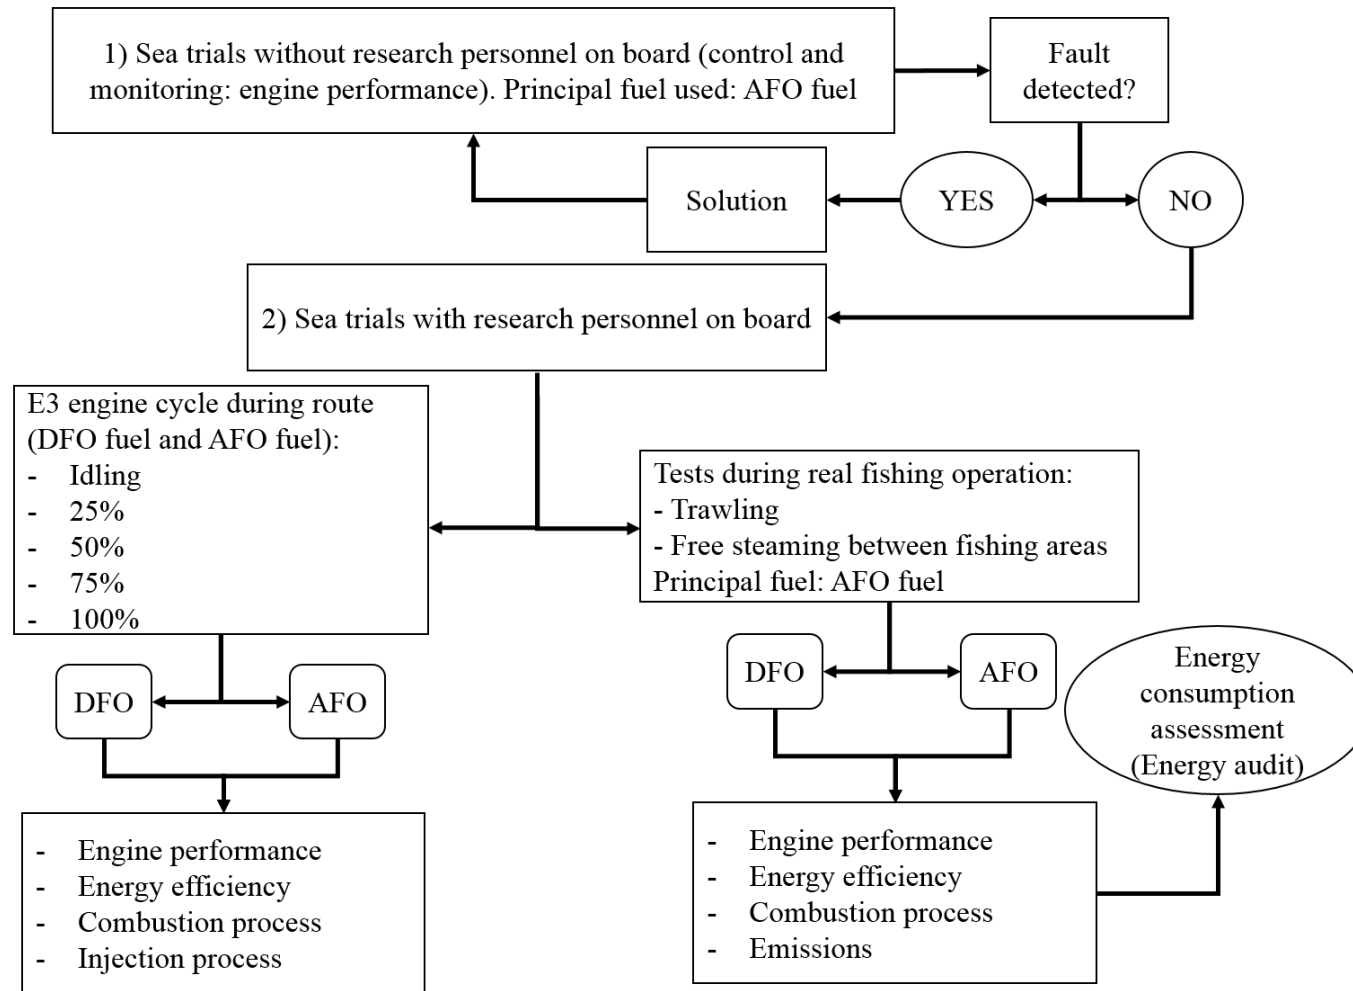 1) Sea trials without research personnel on board (control and
monitoring: engine performance). Principal fuel used: AFO fuel
Fault
detected?
Solution
YES
NO
2) Sea trials with research personnel on board
E3 engine cycle during route
(DFO fuel and AFO fuel):
- Idling
- 25%
- 50%
- 75%
- 100%
Tests during real fishing operation:
- Trawling
- Free steaming between fishing areas
Principal fuel: AFO fuel
DFO
AFO
DFO
AFO
Energy
consumption
assessment
(Energy audit)
- Engine performance
- Energy efficiency
- Combustion process
- Injection process
- Engine performance
- Energy efficiency
- Combustion process
- Emissions